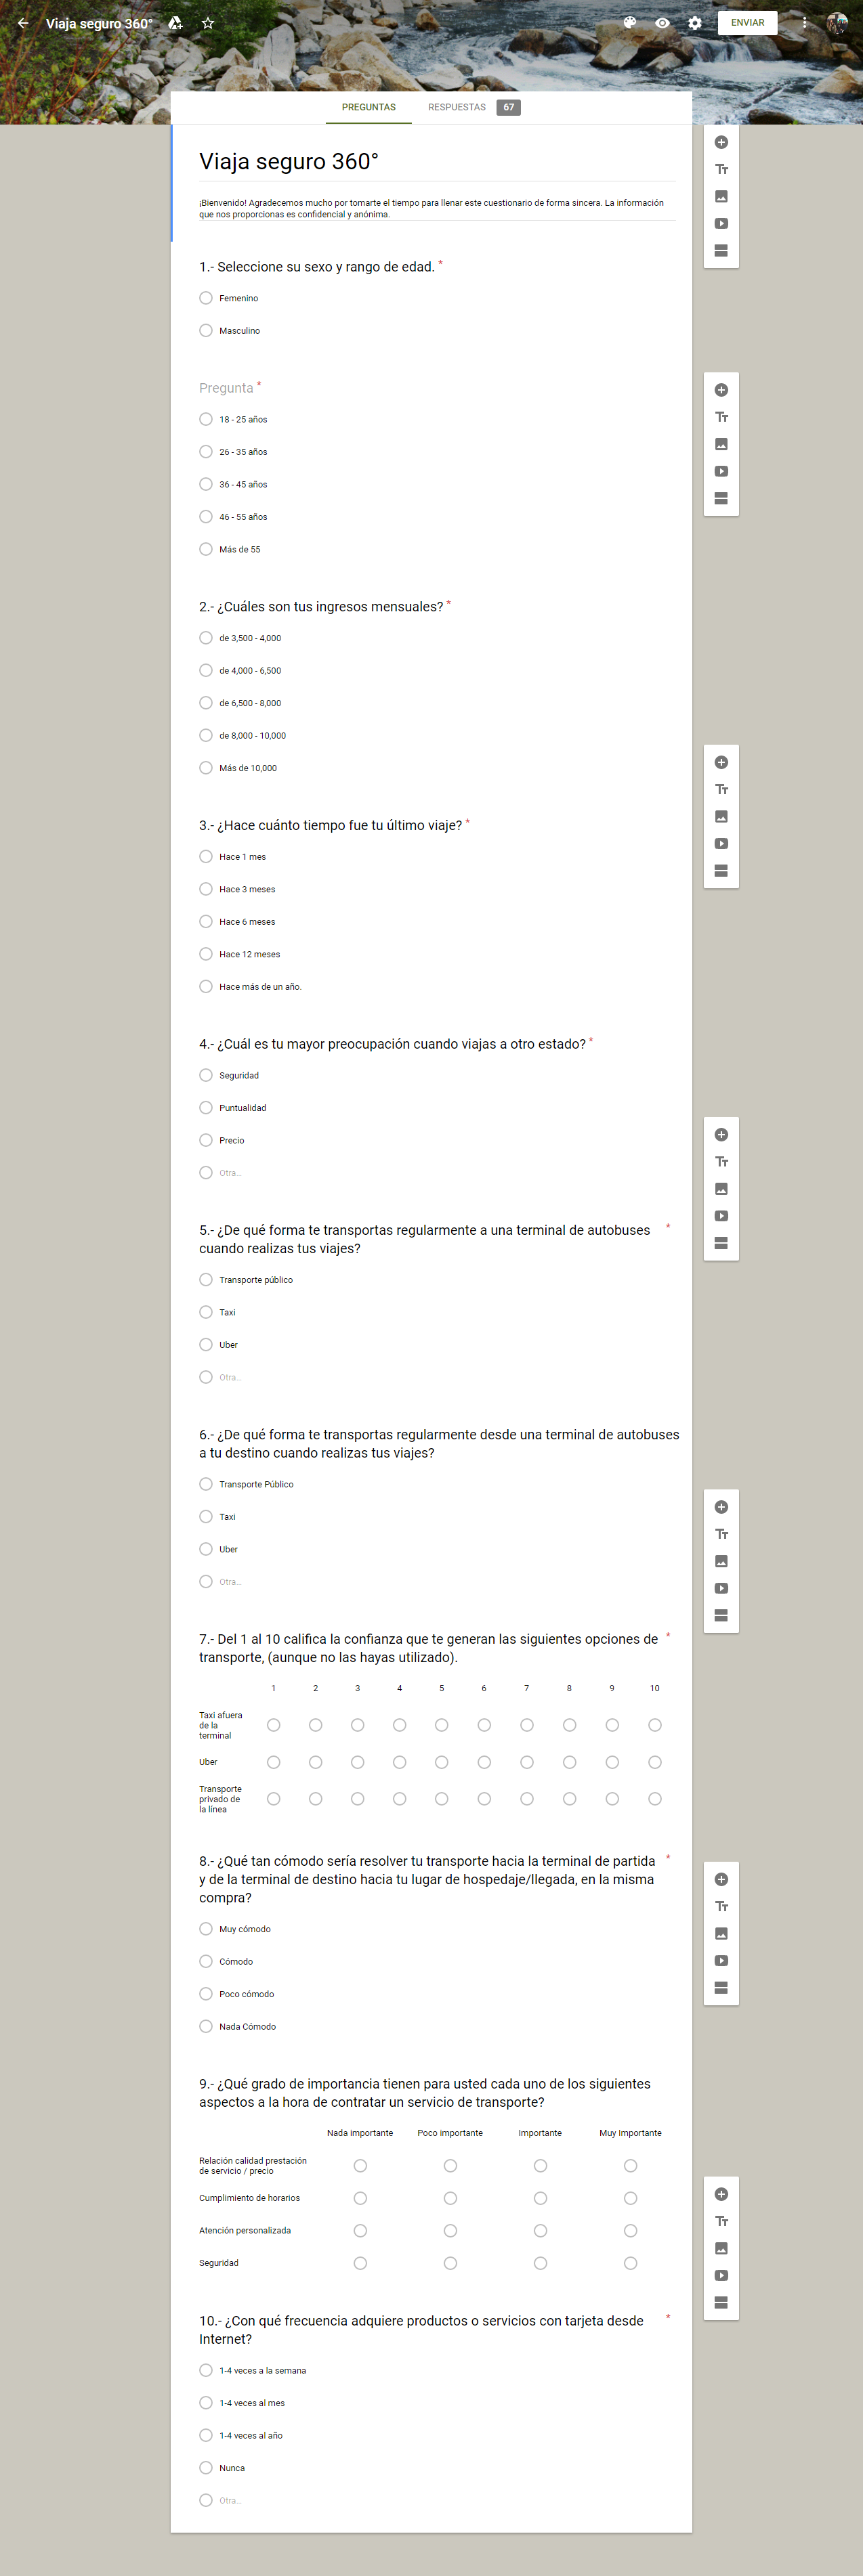 Viaja seguro 360°
ENVIAR
PREGUNTAS
RESPUESTAS 67
Viaja seguro 360°
¡Bienvenido! Agradecemos mucho por tomarte el tiempo para llenar este cuestionario de forma sincera. La información
que nos proporcionas es confidencial y anónima.
1.- Seleccione su sexo y rango de edad. *
Femenino
Masculino
Pregunta *
18 - 25 años
26 - 35 años
36 - 45 años
46 - 55 años
Más de 55
2.- ¿Cuáles son tus ingresos mensuales? *
de 3,500 - 4,000
de 4,000 - 6,500
de 6,500 - 8,000
de 8,000 - 10,000
Más de 10,000
3.- ¿Hace cuánto tiempo fue tu último viaje? *
Hace 1 mes
Hace 3 meses
Hace 6 meses
Hace 12 meses
Hace más de un año.
4.- ¿Cuál es tu mayor preocupación cuando viajas a otro estado? *
Seguridad
Puntualidad
Precio
Otra...
5.- ¿De qué forma te transportas regularmente a una terminal de autobuses *
cuando realizas tus viajes?
Transporte público
Taxi
Uber
Otra...
6.- ¿De qué forma te transportas regularmente desde una terminal de autobuses
a tu destino cuando realizas tus viajes?
Transporte Público
Taxi
Uber
Otra...
7.- Del 1 al 10 califica la confianza que te generan las siguientes opciones de *
transporte, (aunque no las hayas utilizado).
1 2 3 4 5 6 7 8 9 10
Taxi afuera
de la
terminal
Uber
Transporte
privado de
la línea
8.- ¿Qué tan cómodo sería resolver tu transporte hacia la terminal de partida *
y de la terminal de destino hacia tu lugar de hospedaje/llegada, en la misma
compra?
Muy cómodo
Cómodo
Poco cómodo
Nada Cómodo
9.- ¿Qué grado de importancia tienen para usted cada uno de los siguientes
aspectos a la hora de contratar un servicio de transporte?
Nada importante Poco importante Importante Muy Importante
Relación calidad prestación
de servicio / precio
Cumplimiento de horarios
Atención personalizada
Seguridad
10.- ¿Con qué frecuencia adquiere productos o servicios con tarjeta desde *
Internet?
1-4 veces a la semana
1-4 veces al mes
1-4 veces al año
Nunca
Otra...